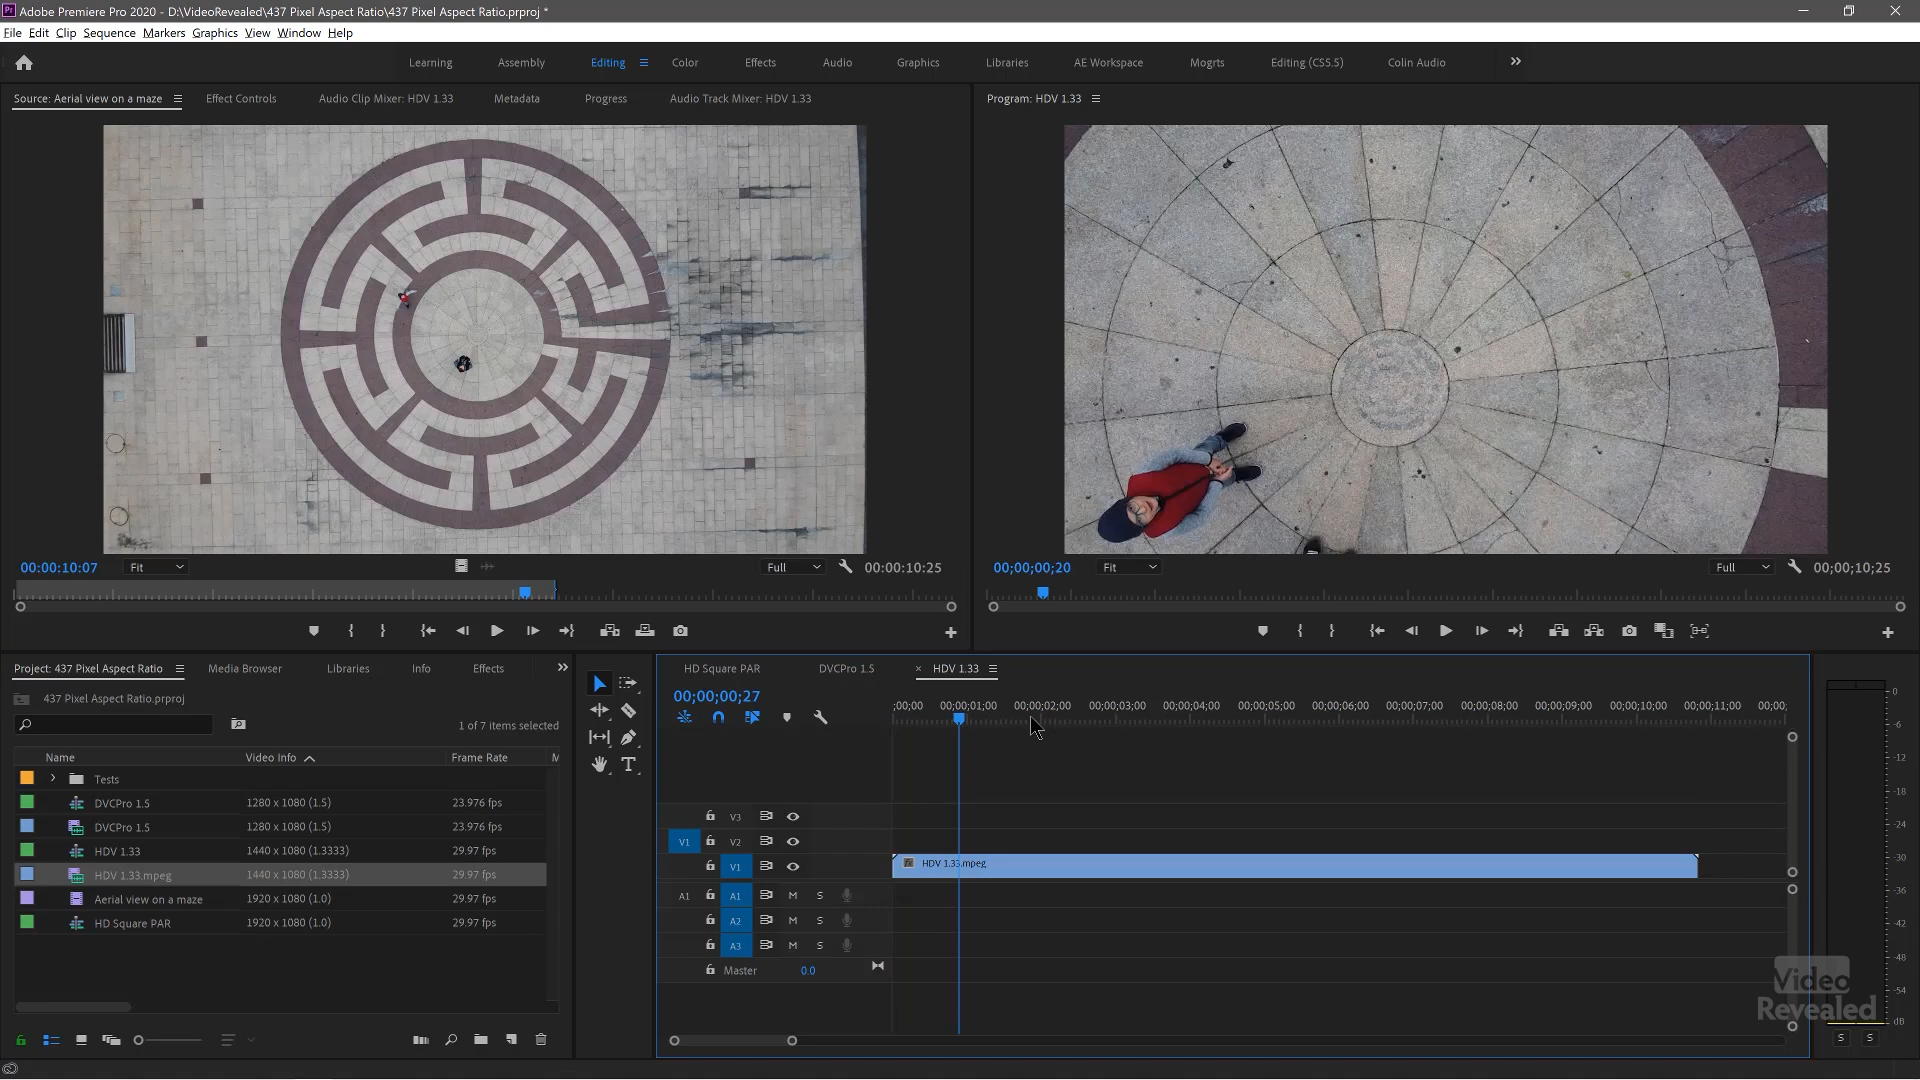 Adobe Premiere Pro 2020 - D:\VideoRevealed\437 Pixel Aspect Ratio\437 Pixel Aspect Ratio.prproj *
File Edit Clip Sequence Markers Graphics View Window Help
Learning Assembly Editing Color Effects Audio Graphics Libraries AE Workspace Mogrts Editing (CS5.5) Colin Audio
Source: Aerial view on a maze Effect Controls Audio Clip Mixer: HDV 1.33 Metadata Progress Audio Track Mixer: HDV 1.33
Program: HDV 1.33
00:00:10:07 Fit Full 00:00:10:25
00;00;00;20 Fit Full 00;00;10;25
Project: 437 Pixel Aspect Ratio Media Browser Libraries Info Effects
437 Pixel Aspect Ratio.prproj
1 of 7 items selected
Name Video Info Frame Rate M
Tests
DVCPro 1.5 1280 x 1080 (1.5) 23.976 fps
DVCPro 1.5 1280 x 1080 (1.5) 23.976 fps
HDV 1.33 1440 x 1080 (1.3333) 29.97 fps
HDV 1.33.mpeg 1440 x 1080 (1.3333) 29.97 fps
Aerial view on a maze 1920 x 1080 (1.0) 29.97 fps
HD Square PAR 1920 x 1080 (1.0) 29.97 fps
HD Square PAR DVCPro 1.5 × HDV 1.33
00;00;00;27
;00;00 00;00;01;00 00;00;02;00 00;00;03;00 00;00;04;00 00;00;05;00 00;00;06;00 00;00;07;00 00;00;08;00 00;00;09;00 00;00;10;00 00;00;11;00 00;00;
V3
V1 V2
V1 fx HDV 1.33.mpeg
A1 A1 M S
A2 M S
A3 M S
Master 0.0
0
-6
-12
-18
-24
-30
-36
-42
-48
-54
dB
S S
Video
Revealed